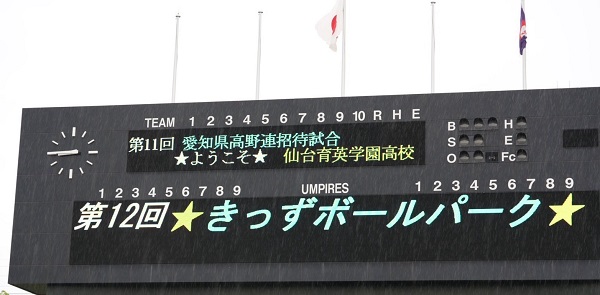 TEAM 1 2 3 4 5 6 7 8 9 10 R H E
第11回 愛知県高野連招待試合
★ようこそ★ 仙台育英学園高校
B H
S E
O Fc
1 2 3 4 5 6 7 8 9 UMPIRES 1 2 3 4 5 6 7 8 9
第12回★きっずボールパーク★